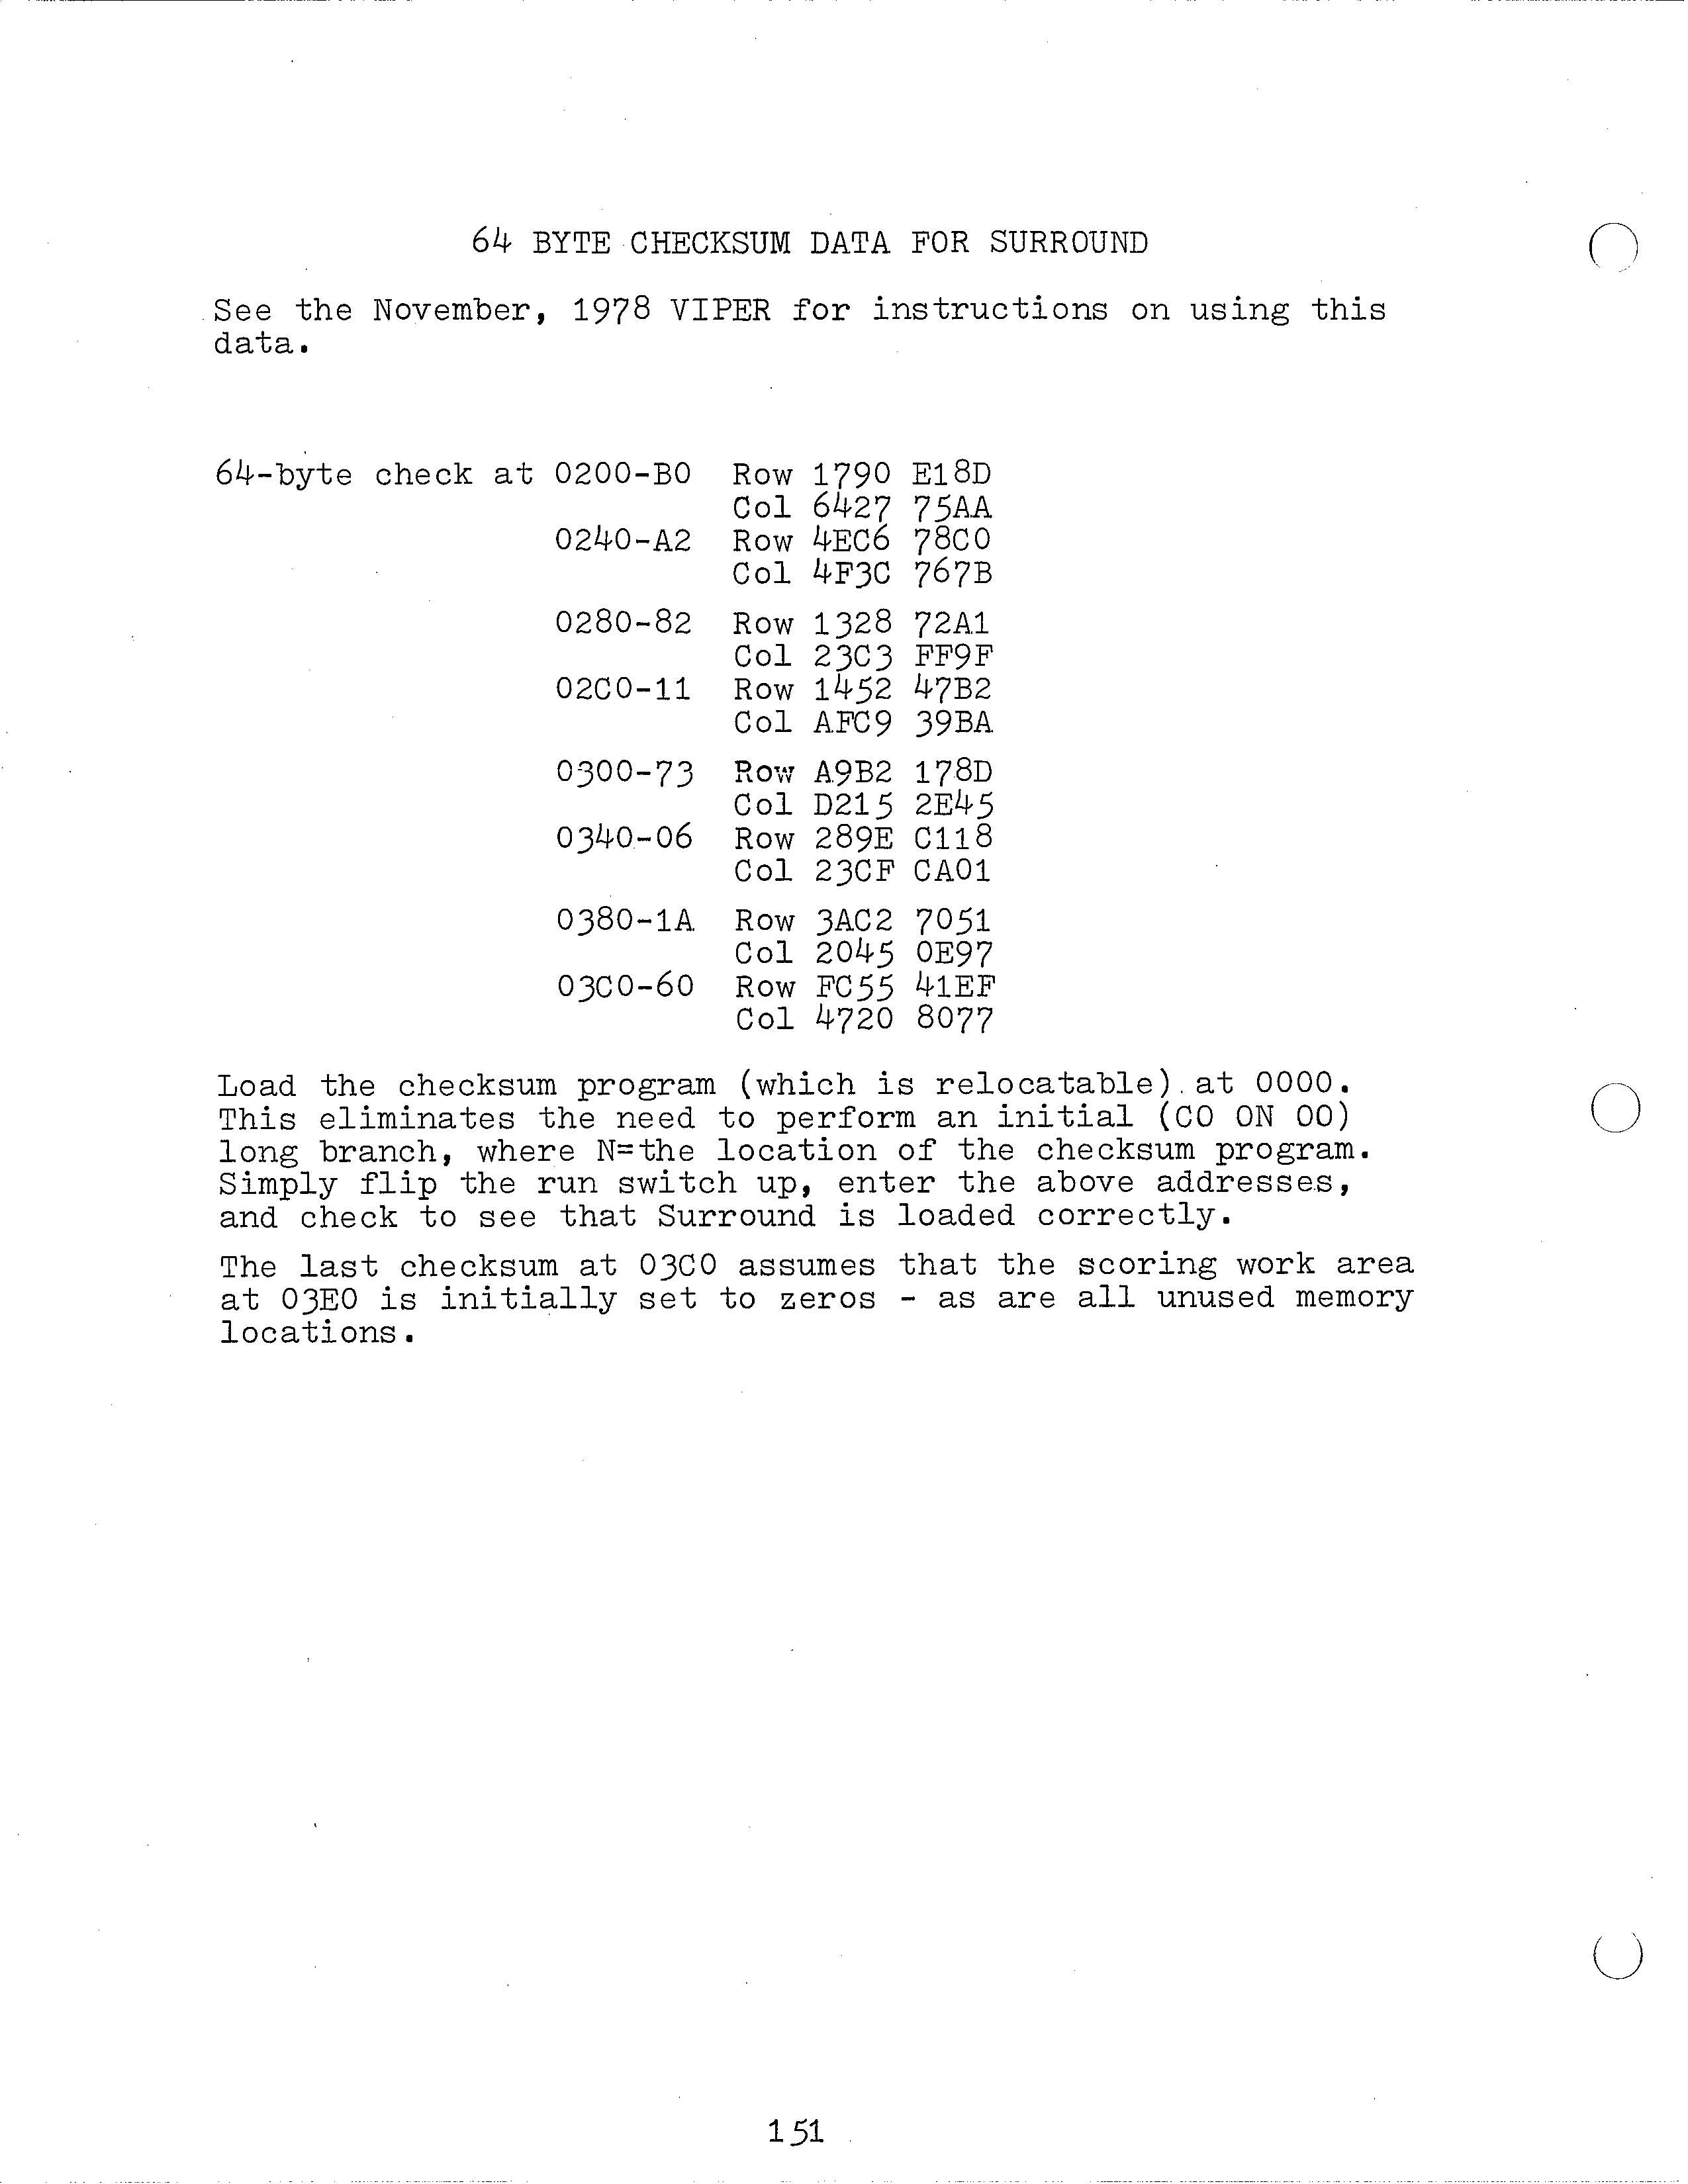 64 BYTE CHECKSUM DATA FOR SURROUND
See the November, 1978 VIPER for instructions on using this
data.
64-byte check at 0200-B0 Row 1790 E18D
Col 6427 75AA
0240-A2 Row 4EC6 78C0
Col 4F3C 767B
0280-82 Row 1328 72A1
Col 23C3 FF9F
02C0-11 Row 1452 47B2
Col AFC9 39BA
0300-73 Row A9B2 178D
Col D215 2E45
0340-06 Row 289E C118
Col 23CF CA01
0380-1A Row 3AC2 7051
Col 2045 0E97
03C0-60 Row FC55 41EF
Col 4720 8077
Load the checksum program (which is relocatable) at 0000.
This eliminates the need to perform an initial (C0 0N 00)
long branch, where N=the location of the checksum program.
Simply flip the run switch up, enter the above addresses,
and check to see that Surround is loaded correctly.
The last checksum at 03C0 assumes that the scoring work area
at 03E0 is initially set to zeros - as are all unused memory
locations.
151